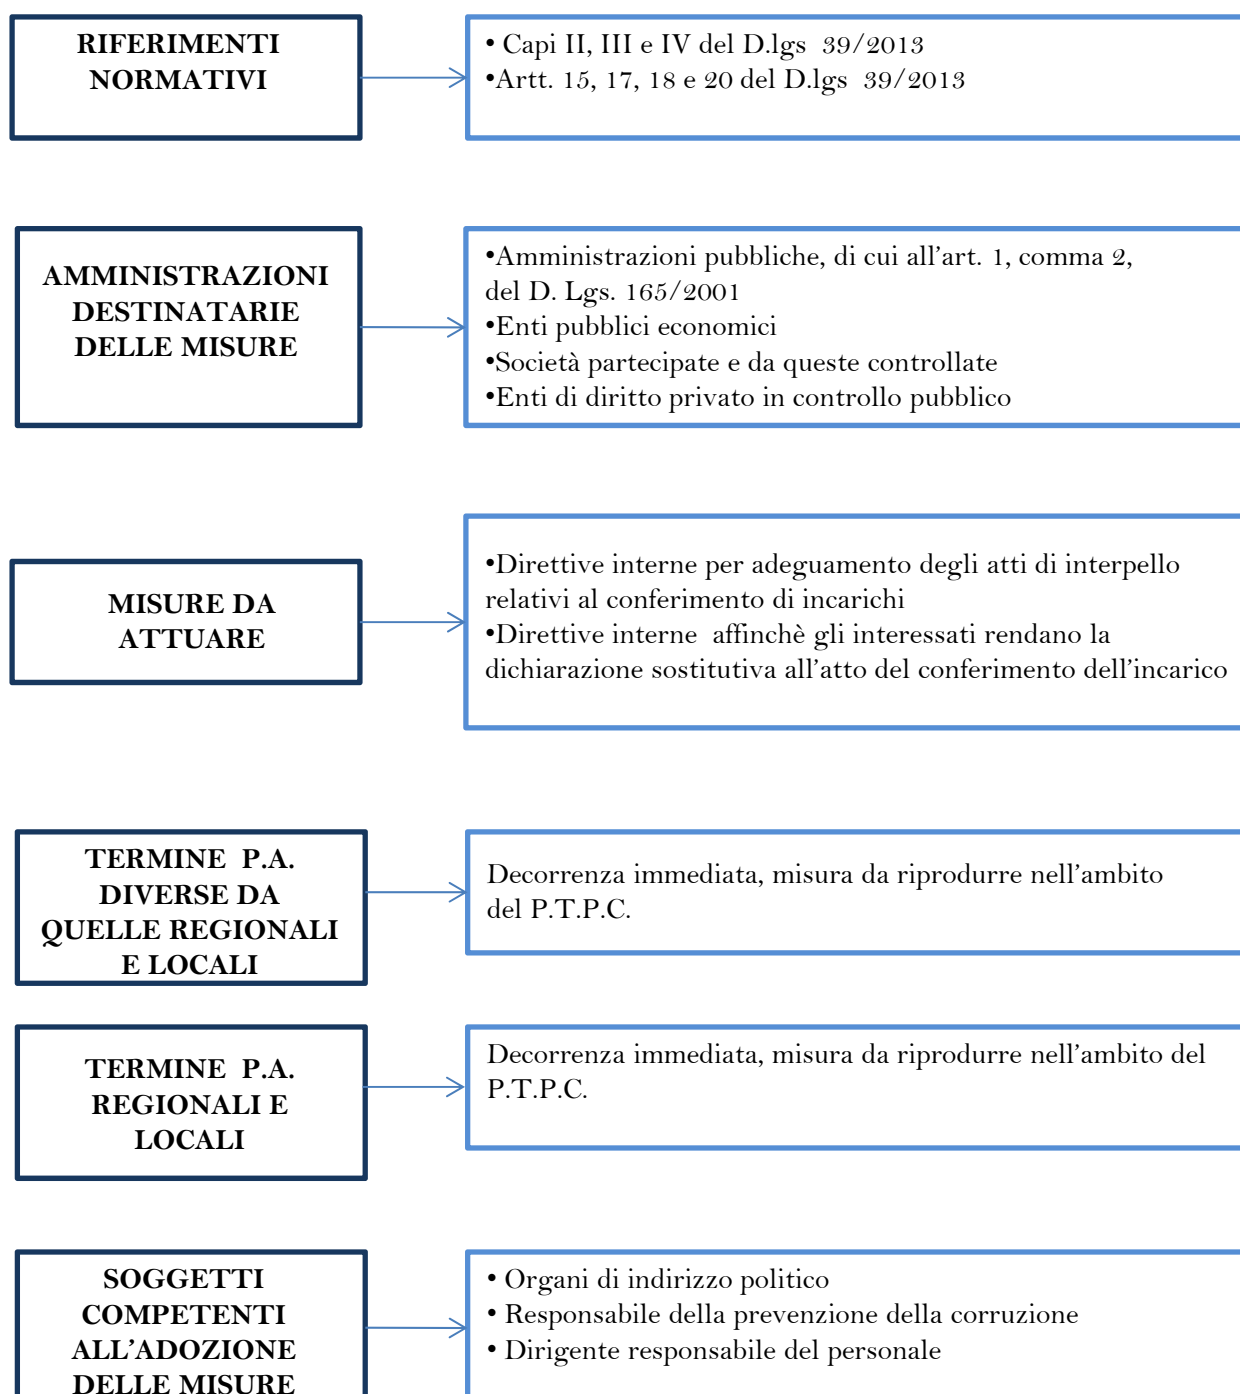 RIFERIMENTI
NORMATIVI
• Capi II, III e IV del D.lgs 39/2013
•Artt. 15, 17, 18 e 20 del D.lgs 39/2013
AMMINISTRAZIONI
DESTINATARIE
DELLE MISURE
•Amministrazioni pubbliche, di cui all’art. 1, comma 2,
del D. Lgs. 165/2001
•Enti pubblici economici
•Società partecipate e da queste controllate
•Enti di diritto privato in controllo pubblico
MISURE DA
ATTUARE
•Direttive interne per adeguamento degli atti di interpello
relativi al conferimento di incarichi
•Direttive interne affinchè gli interessati rendano la
dichiarazione sostitutiva all’atto del conferimento dell’incarico
TERMINE P.A.
DIVERSE DA
QUELLE REGIONALI
E LOCALI
Decorrenza immediata, misura da riprodurre nell’ambito
del P.T.P.C.
TERMINE P.A.
REGIONALI E
LOCALI
Decorrenza immediata, misura da riprodurre nell’ambito del
P.T.P.C.
SOGGETTI
COMPETENTI
ALL’ADOZIONE
DELLE MISURE
• Organi di indirizzo politico
• Responsabile della prevenzione della corruzione
• Dirigente responsabile del personale